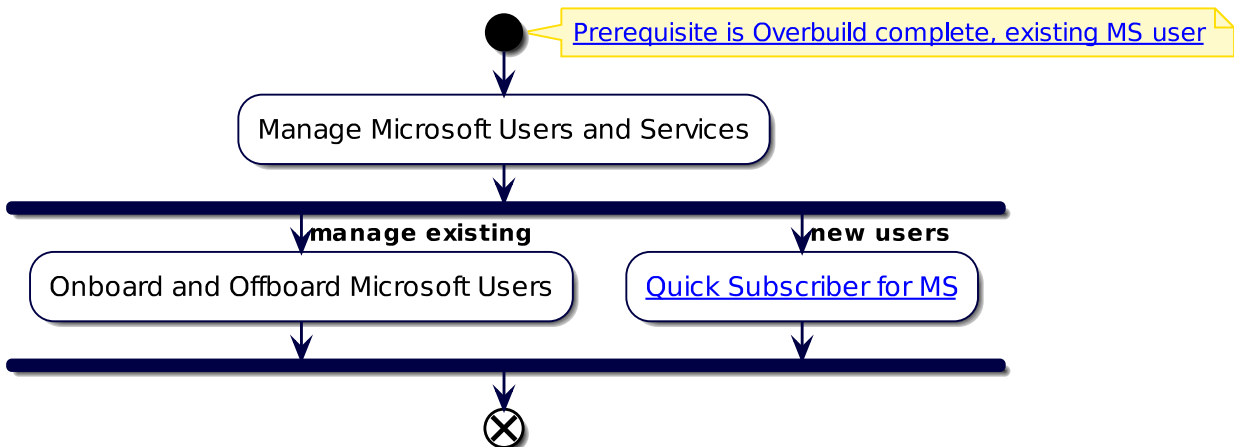 Prerequisite is Overbuild complete, existing MS user
Manage Microsoft Users and Services
manage existing
new users
Onboard and Offboard Microsoft Users
Quick Subscriber for MS